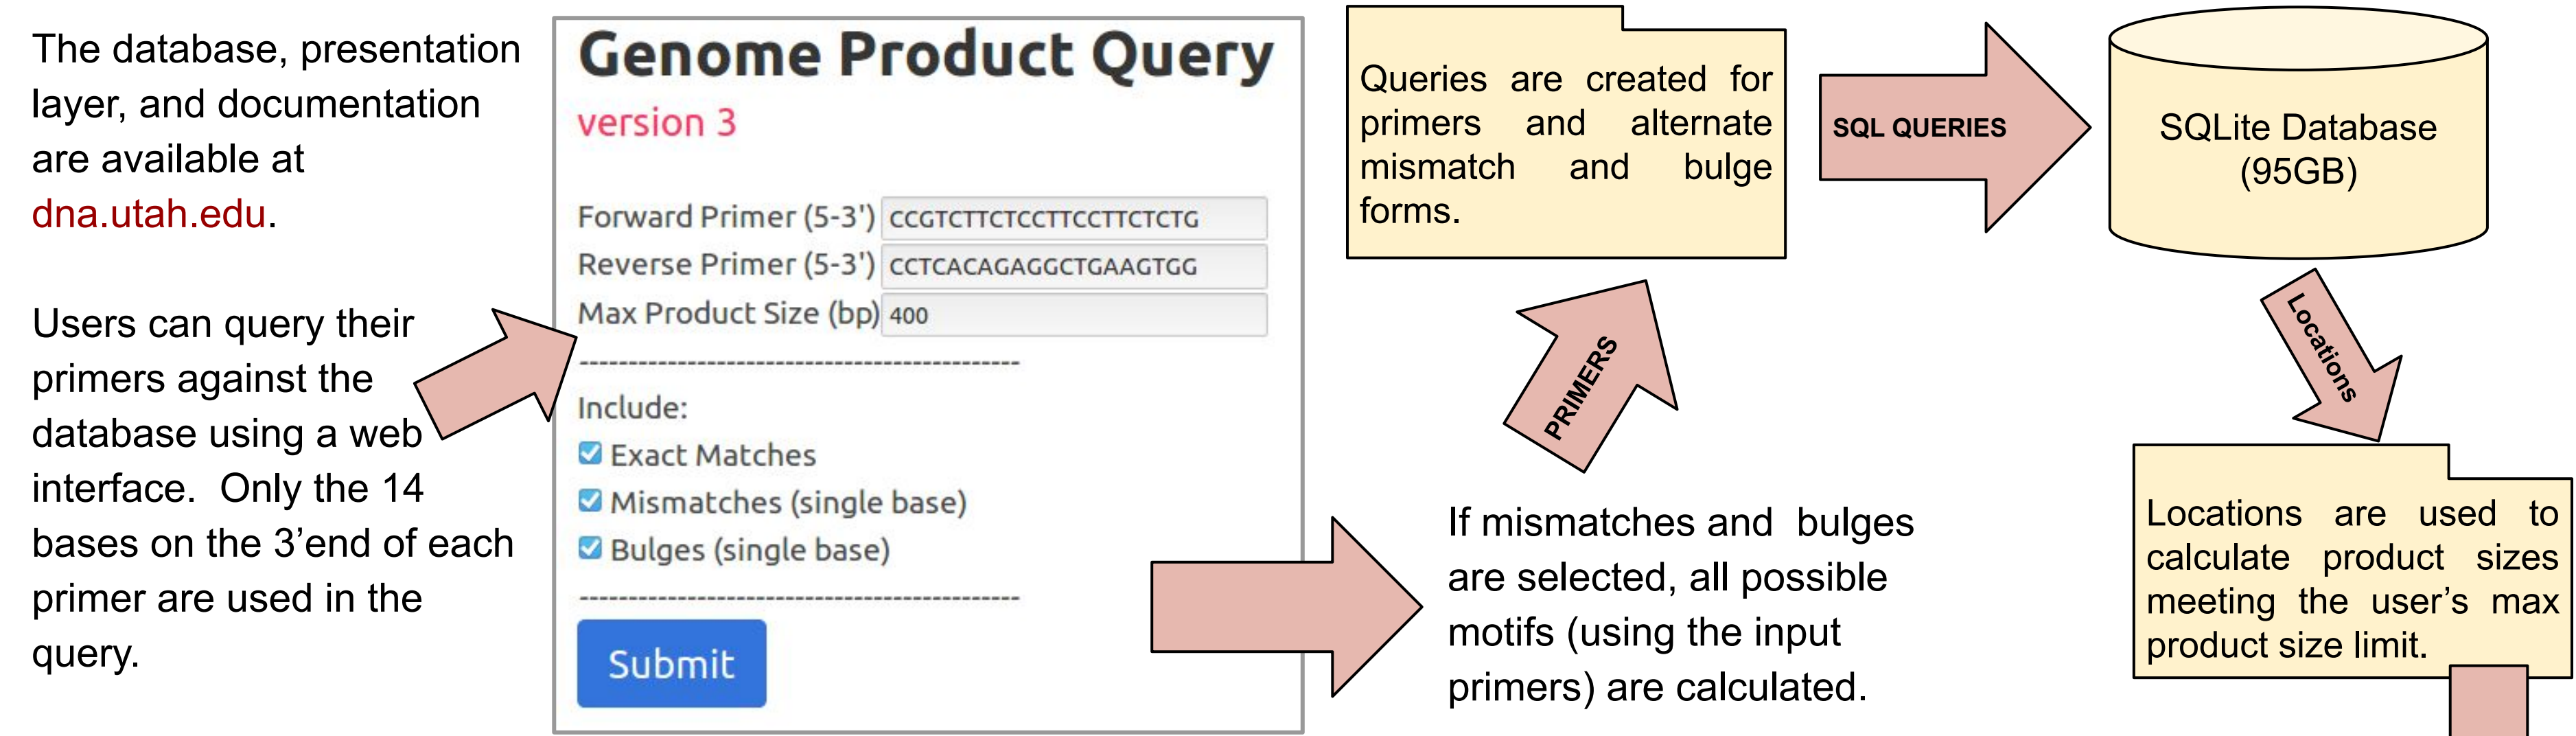 The database, presentation
layer, and documentation
are available at
dna.utah.edu.
Users can query their
primers against the
database using a web
interface.  Only the 14
bases on the 3’end of each
primer are used in the
query.
Genome Product Query
version 3
Forward Primer (5-3') CCGTCTTCTCCTTCCTTCTCTG
Reverse Primer (5-3') CCTCACAGAGGCTGAAGTGG
Max Product Size (bp) 400
---------------------------------------------
Include:
Exact Matches
Mismatches (single base)
Bulges (single base)
---------------------------------------------
Submit
If mismatches and  bulges
are selected, all possible
motifs (using the input
primers) are calculated.
PRIMERS
Queries are created for
primers and alternate
mismatch and bulge
forms.
SQL QUERIES
SQLite Database
(95GB)
Locations
Locations are used to
calculate product sizes
meeting the user’s max
product size limit.